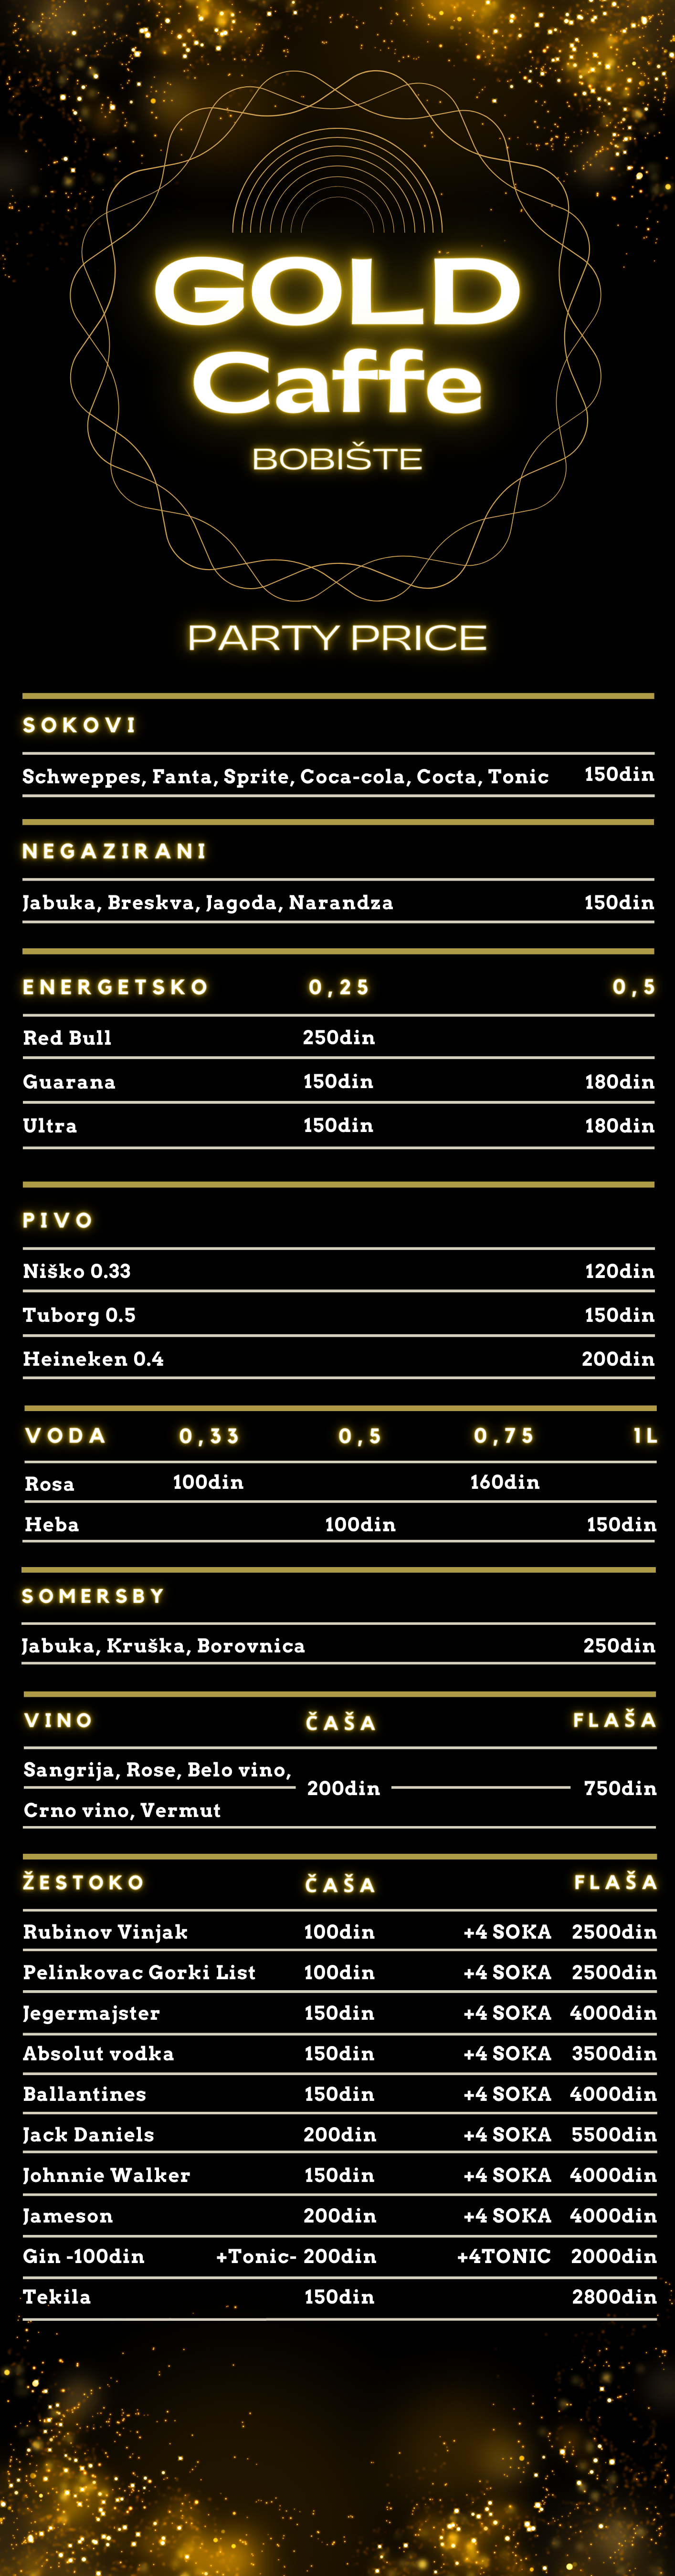 GOLD
Caffe
BOBIŠTE
PARTY PRICE
SOKOVI
Schweppes, Fanta, Sprite, Coca-cola, Cocta, Tonic 150din
NEGAZIRANI
Jabuka, Breskva, Jagoda, Narandza 150din
ENERGETSKO 0,25 0,5
Red Bull 250din
Guarana 150din 180din
Ultra 150din 180din
PIVO
Niško 0.33 120din
Tuborg 0.5 150din
Heineken 0.4 200din
VODA 0,33 0,5 0,75 1L
Rosa 100din 160din
Heba 100din 150din
SOMERSBY
Jabuka, Kruška, Borovnica 250din
VINO ČAŠA FLAŠA
Sangrija, Rose, Belo vino,
200din 750din
Crno vino, Vermut
ŽESTOKO ČAŠA FLAŠA
Rubinov Vinjak 100din +4 SOKA 2500din
Pelinkovac Gorki List 100din +4 SOKA 2500din
Jegermajster 150din +4 SOKA 4000din
Absolut vodka 150din +4 SOKA 3500din
Ballantines 150din +4 SOKA 4000din
Jack Daniels 200din +4 SOKA 5500din
Johnnie Walker 150din +4 SOKA 4000din
Jameson 200din +4 SOKA 4000din
Gin -100din +Tonic- 200din +4TONIC 2000din
Tekila 150din 2800din